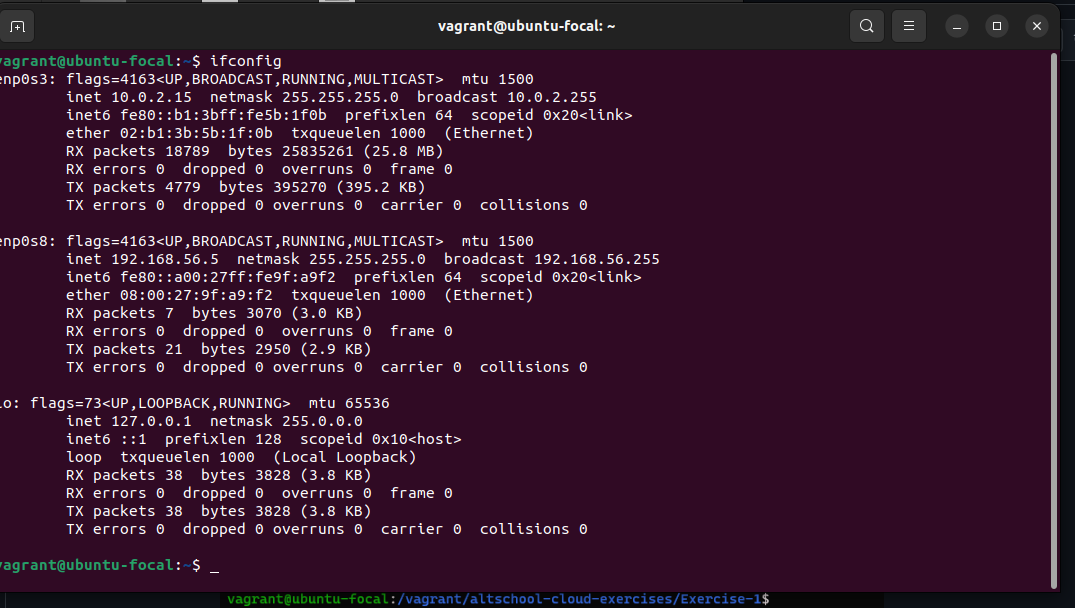 vagrant@ubuntu-focal: ~
vagrant@ubuntu-focal:~$ ifconfig
enp0s3: flags=4163<UP,BROADCAST,RUNNING,MULTICAST>  mtu 1500
        inet 10.0.2.15  netmask 255.255.255.0  broadcast 10.0.2.255
        inet6 fe80::b1:3bff:fe5b:1f0b  prefixlen 64  scopeid 0x20<link>
        ether 02:b1:3b:5b:1f:0b  txqueuelen 1000  (Ethernet)
        RX packets 18789  bytes 25835261 (25.8 MB)
        RX errors 0  dropped 0  overruns 0  frame 0
        TX packets 4779  bytes 395270 (395.2 KB)
        TX errors 0  dropped 0 overruns 0  carrier 0  collisions 0
enp0s8: flags=4163<UP,BROADCAST,RUNNING,MULTICAST>  mtu 1500
        inet 192.168.56.5  netmask 255.255.255.0  broadcast 192.168.56.255
        inet6 fe80::a00:27ff:fe9f:a9f2  prefixlen 64  scopeid 0x20<link>
        ether 08:00:27:9f:a9:f2  txqueuelen 1000  (Ethernet)
        RX packets 7  bytes 3070 (3.0 KB)
        RX errors 0  dropped 0  overruns 0  frame 0
        TX packets 21  bytes 2950 (2.9 KB)
        TX errors 0  dropped 0 overruns 0  carrier 0  collisions 0
lo: flags=73<UP,LOOPBACK,RUNNING>  mtu 65536
        inet 127.0.0.1  netmask 255.0.0.0
        inet6 ::1  prefixlen 128  scopeid 0x10<host>
        loop  txqueuelen 1000  (Local Loopback)
        RX packets 38  bytes 3828 (3.8 KB)
        RX errors 0  dropped 0  overruns 0  frame 0
        TX packets 38  bytes 3828 (3.8 KB)
        TX errors 0  dropped 0 overruns 0  carrier 0  collisions 0
vagrant@ubuntu-focal:~$ _
vagrant@ubuntu-focal:/vagrant/altschool-cloud-exercises/Exercise-1$